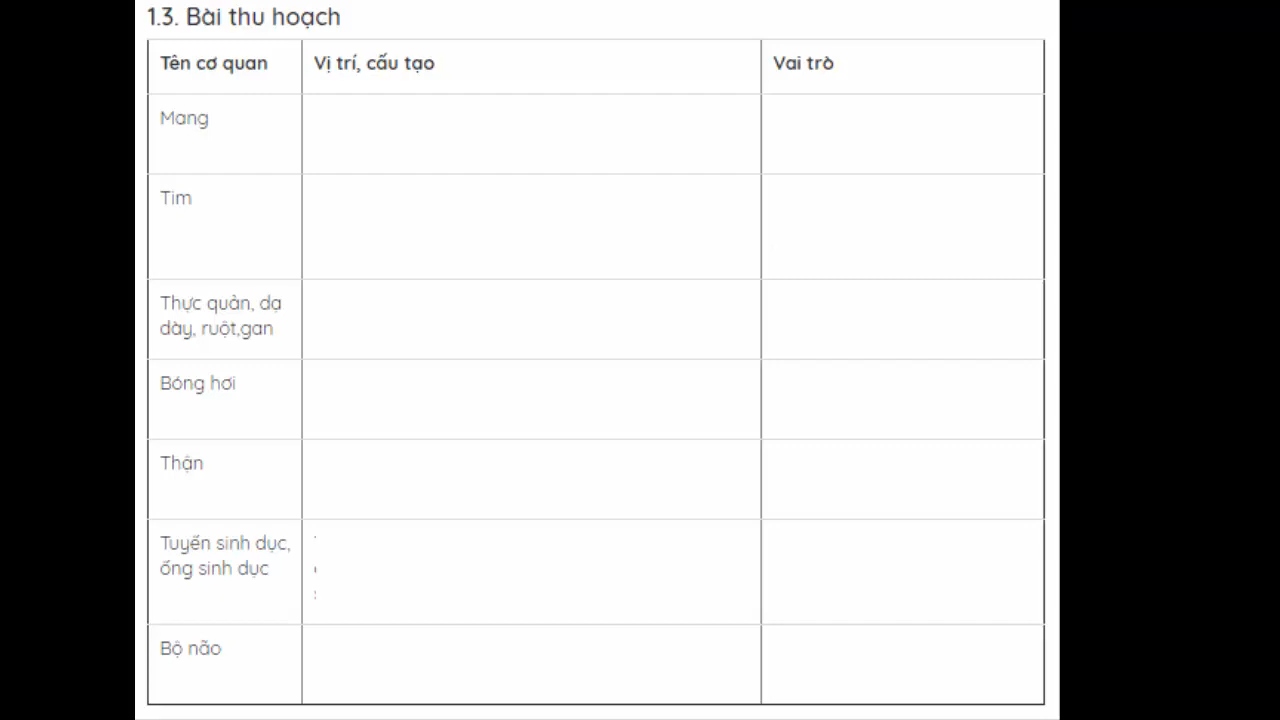 1.3. Bài thu hoạch
Tên cơ quan Vị trí, cấu tạo Vai trò
Mang
Tim
Thực quản, dạ
dày, ruột,gan
Bóng hơi
Thận
Tuyến sinh dục,
ống sinh dục
Bộ não